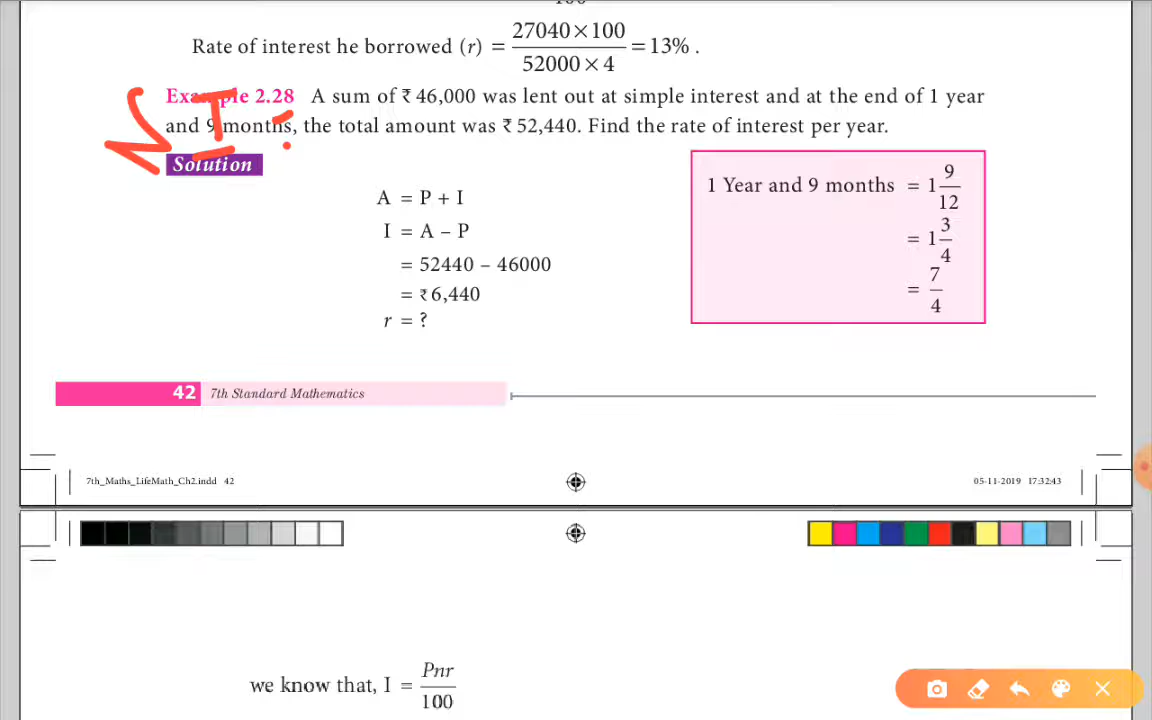 Rate of interest he borrowed (r) = 27040 × 100 / 52000 × 4 = 13% .
Example 2.28 A sum of ₹ 46,000 was lent out at simple interest and at the end of 1 year
and 9 months, the total amount was ₹ 52,440. Find the rate of interest per year.
Solution
A = P + I
I = A – P
= 52440 – 46000
= ₹ 6,440
r = ?
1 Year and 9 months = 1 9/12
= 1 3/4
= 7/4
42 7th Standard Mathematics
7th_Maths_LifeMath_Ch2.indd 42
05-11-2019 17:32:43
we know that, I = Pnr / 100